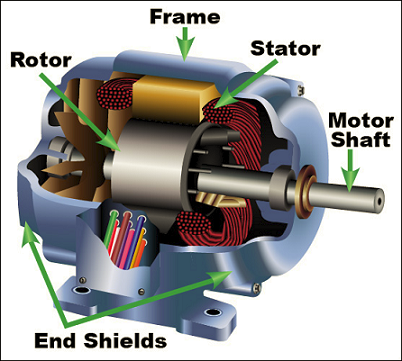 Frame
Stator
Rotor
Motor
Shaft
End Shields